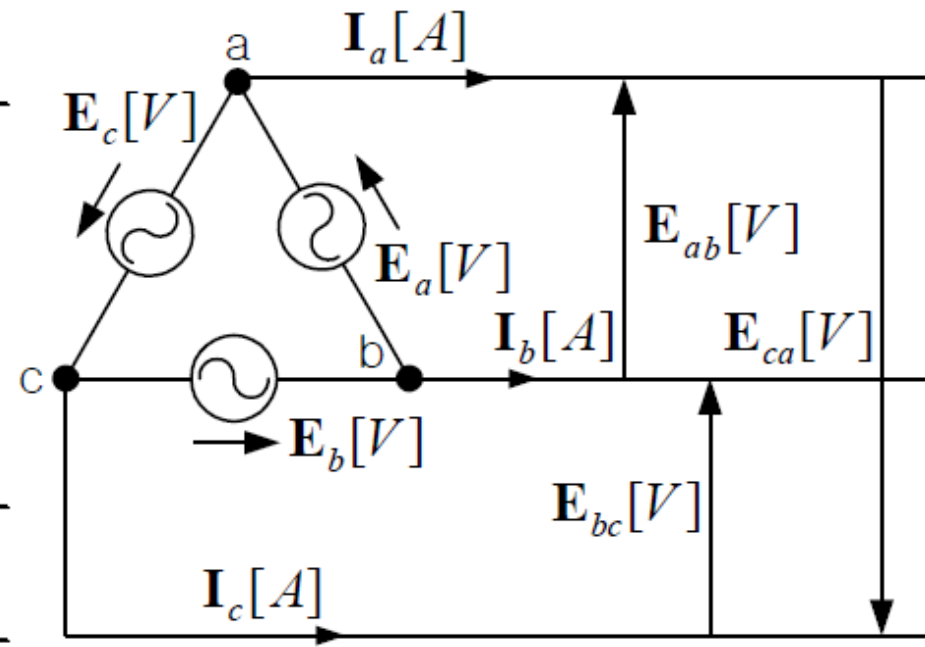 a
I_a[A]
E_c[V]
E_ab[V]
E_a[V]
I_b[A]
E_ca[V]
b
c
E_b[V]
E_bc[V]
I_c[A]